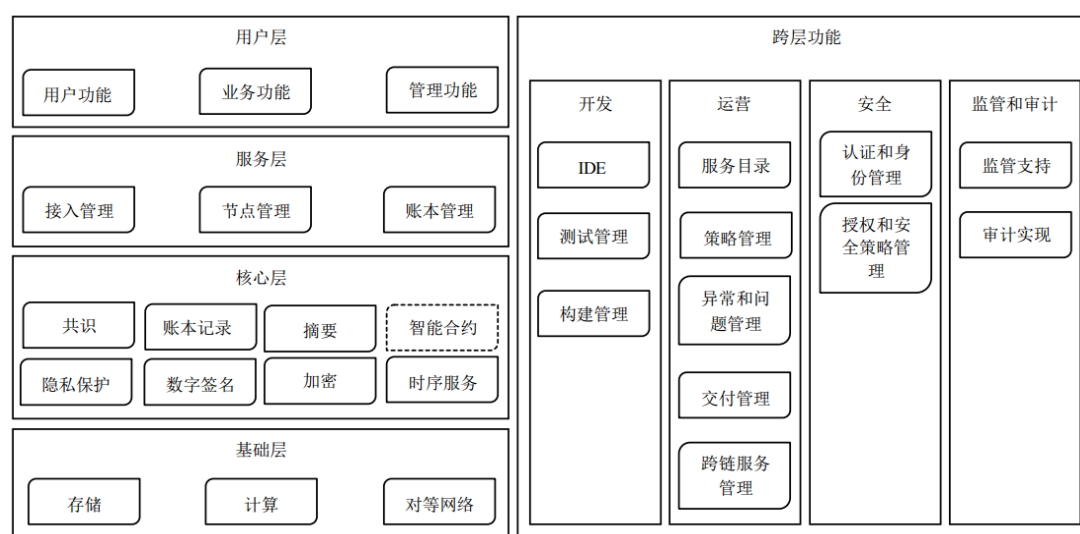 用户层
用户功能
业务功能
管理功能
服务层
接入管理
节点管理
账本管理
核心层
共识
账本记录
摘要
智能合约
隐私保护
数字签名
加密
时序服务
基础层
存储
计算
对等网络
跨层功能
开发
IDE
测试管理
构建管理
运营
服务目录
策略管理
异常和问
题管理
交付管理
跨链服务
管理
安全
认证和身
份管理
授权和安
全策略管
理
监管和审计
监管支持
审计实现